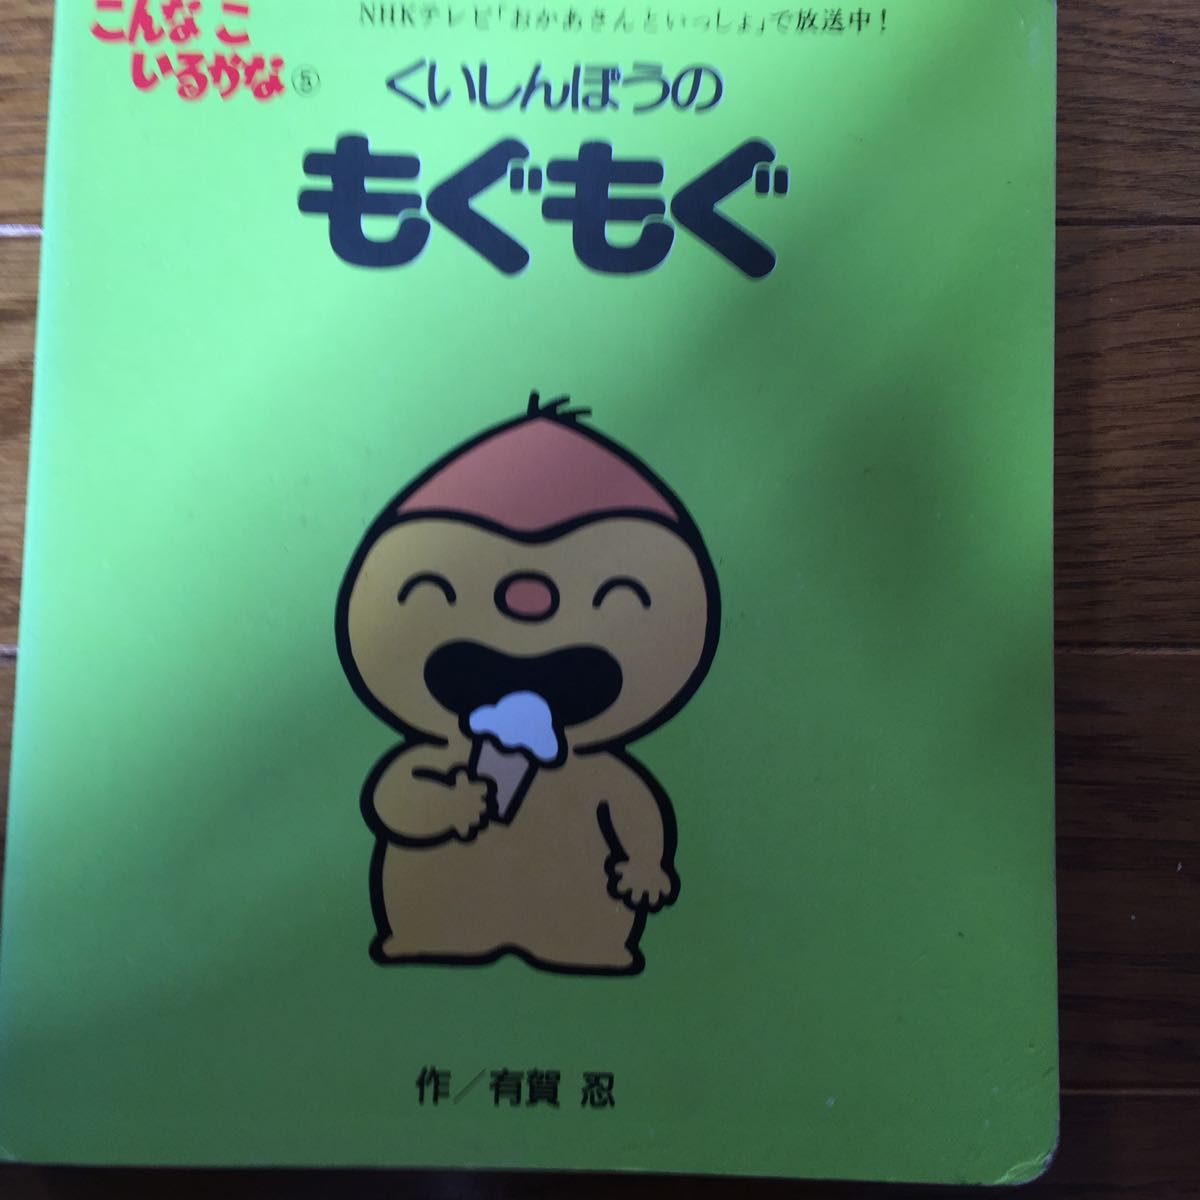 こんなこ
いるかな⑤
NHKテレビ「おかあさんといっしょ」で放送中！
くいしんぼうの
もぐもぐ
作／有賀 忍